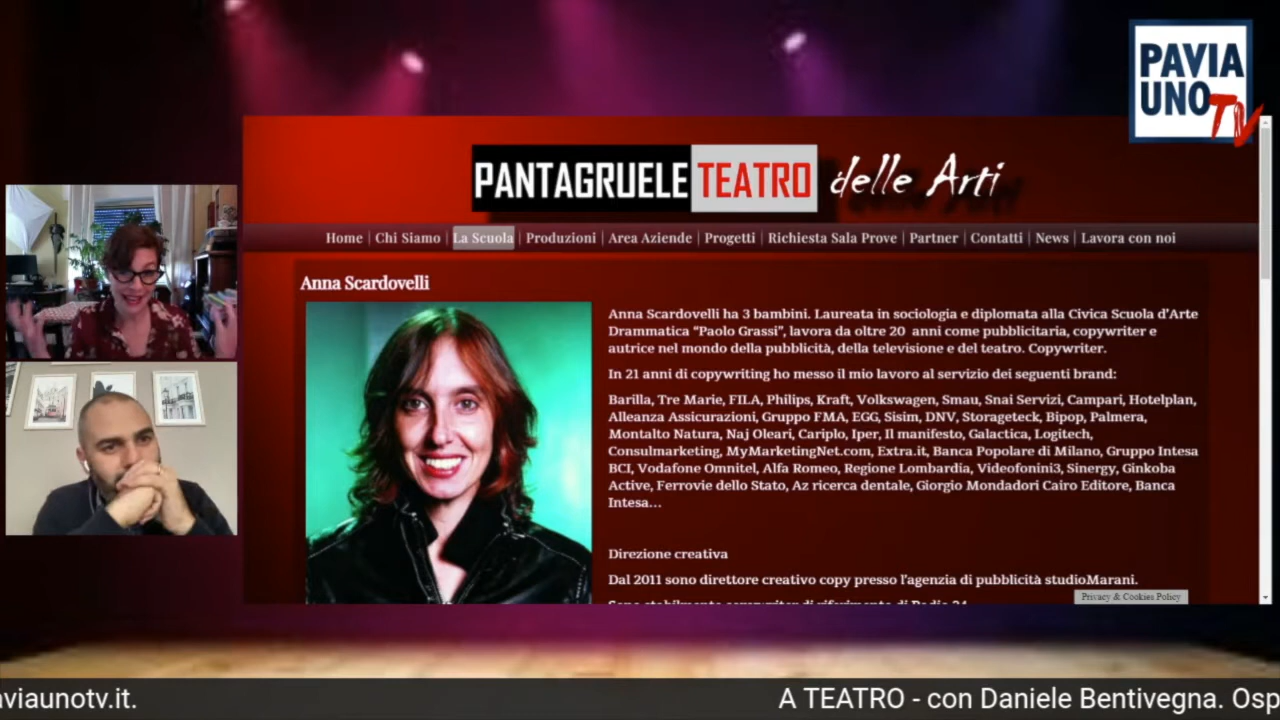 PAVIA
UNO TV
PANTAGRUELE TEATRO delle Arti
Home | Chi Siamo | La Scuola | Produzioni | Area Aziende | Progetti | Richiesta Sala Prove | Partner | Contatti | News | Lavora con noi
Anna Scardovelli
Anna Scardovelli ha 3 bambini. Laureata in sociologia e diplomata alla Civica Scuola d'Arte
Drammatica “Paolo Grassi”, lavora da oltre 20 anni come pubblicitaria, copywriter e
autrice nel mondo della pubblicità, della televisione e del teatro. Copywriter.
In 21 anni di copywriting ho messo il mio lavoro al servizio dei seguenti brand:
Barilla, Tre Marie, FILA, Philips, Kraft, Volkswagen, Smau, Snai Servizi, Campari, Hotelplan,
Alleanza Assicurazioni, Gruppo FMA, EGG, Sisim, DNV, Storageteck, Bipop, Palmera,
Montalto Natura, Naj Oleari, Cariplo, Iper, Il manifesto, Galactica, Logitech,
Consulmarketing, MyMarketingNet.com, Extra.it, Banca Popolare di Milano, Gruppo Intesa
BCI, Vodafone Omnitel, Alfa Romeo, Regione Lombardia, Videofonini3, Sinergy, Ginkoba
Active, Ferrovie dello Stato, Az ricerca dentale, Giorgio Mondadori Cairo Editore, Banca
Intesa...
Direzione creativa
Dal 2011 sono direttore creativo copy presso l'agenzia di pubblicità studioMarani.
Sono stabilmente copywriter di riferimento di Radio 24
Privacy & Cookies Policy
aviaunotv.it.
A TEATRO - con Daniele Bentivegna. Osp